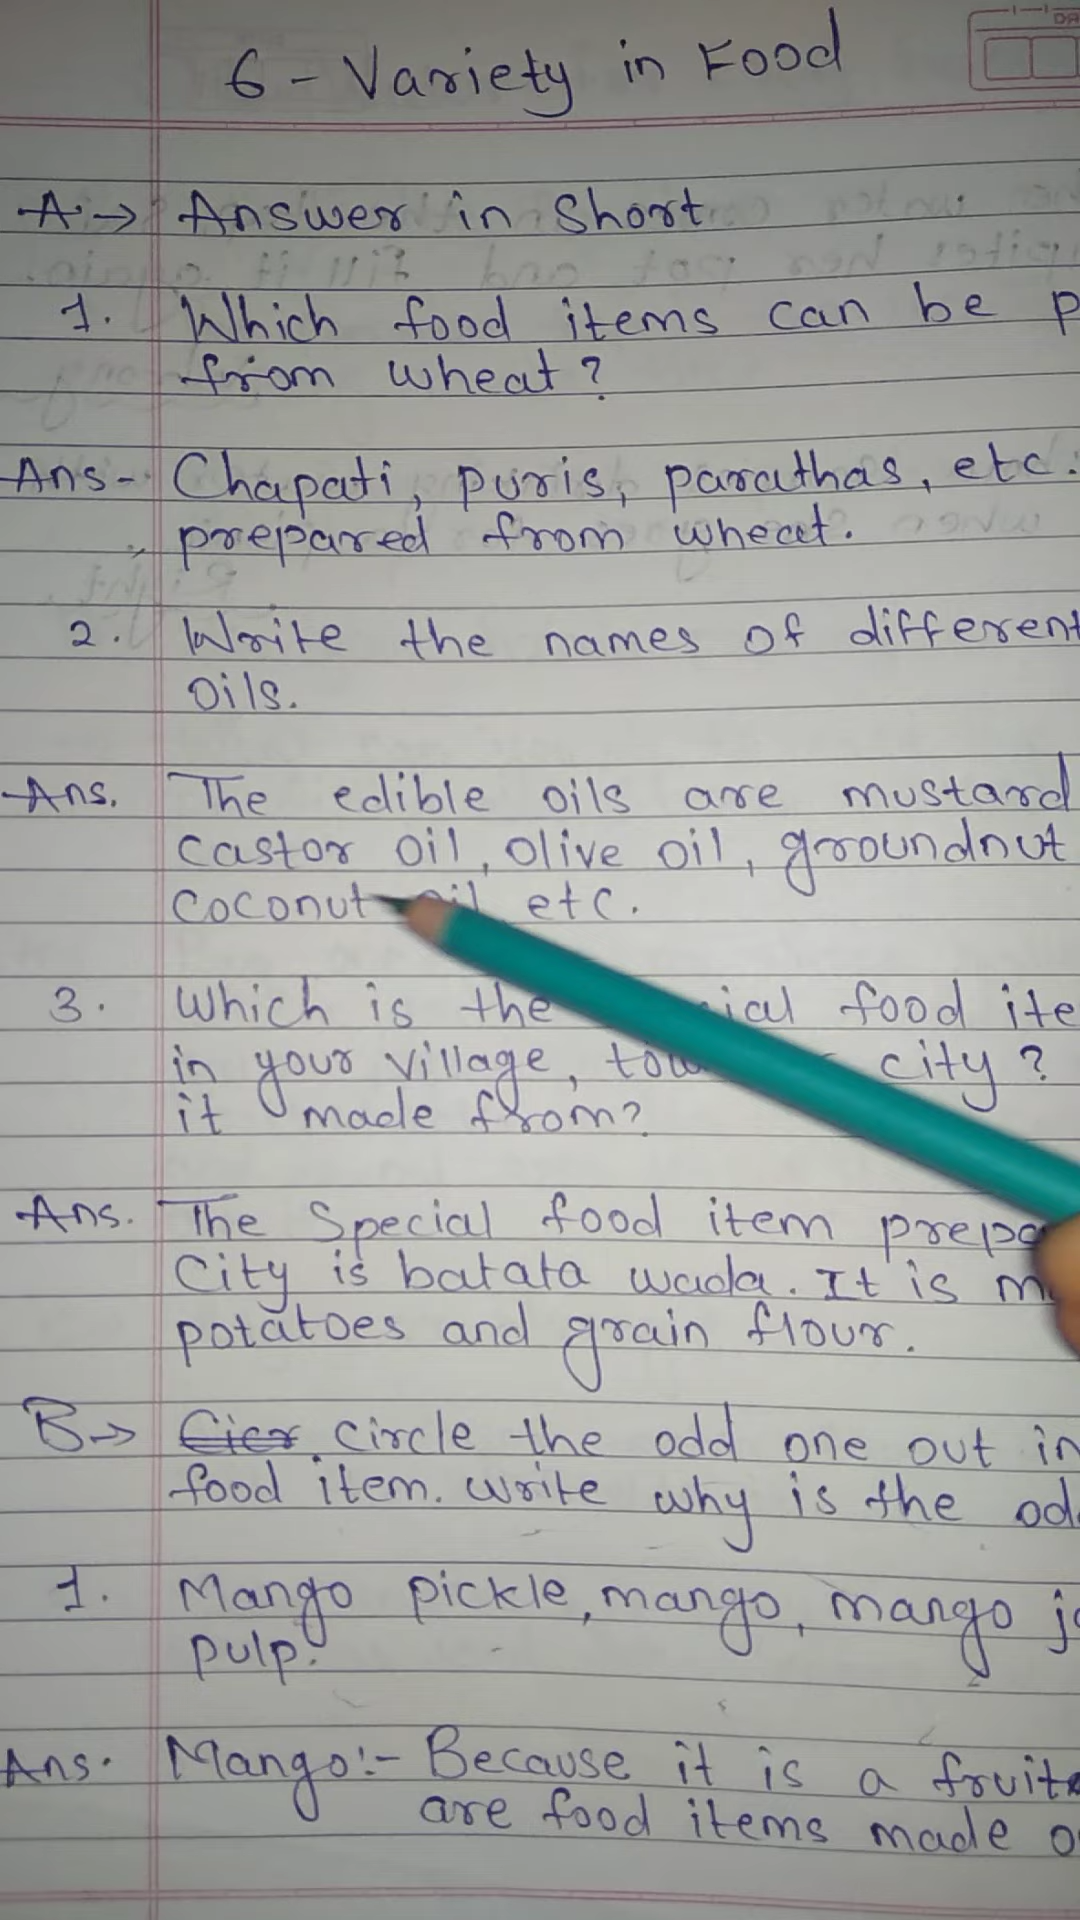 6 - Variety in Food
A → Answer in Short
1. Which food items can be
from wheat?
Ans - Chapati, puris, parathas, etc.
prepared from wheat.
2. Write the names of different
oils.
Ans. The edible oils are mustard
castor oil, olive oil, groundnut
coconut oil etc.
3. Which is the food
in your village, city?
it made from?
Ans. The Special food item
City is batata wada. It is
potatoes and grain flour.
B → circle the odd one out in
food item. write why is the
1. Mango pickle, mango, mango
pulp.
Ans. Mango:- Because it is a fruit
are food items made